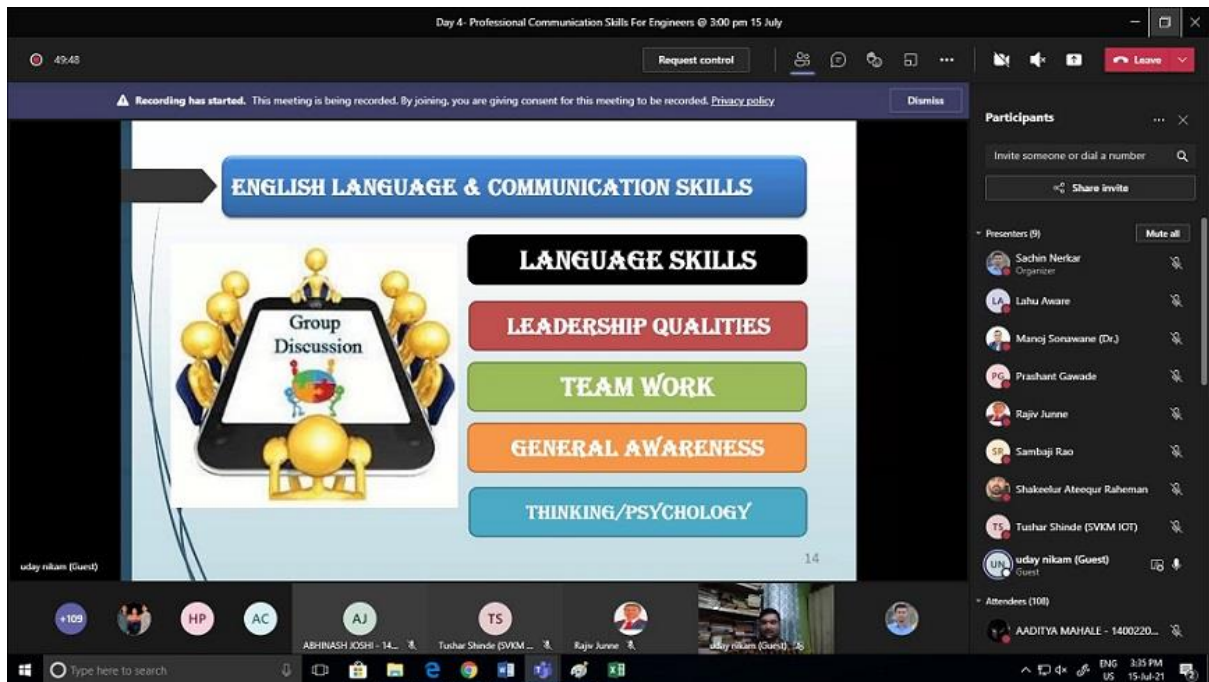 Day 4- Professional Communication Skills For Engineers @ 3:00 pm 15 July
49:48
Request control
Leave
Recording has started. This meeting is being recorded. By joining, you are giving consent for this meeting to be recorded. Privacy policy
Dismiss
ENGLISH LANGUAGE & COMMUNICATION SKILLS
Group
Discussion
LANGUAGE SKILLS
LEADERSHIP QUALITIES
TEAM WORK
GENERAL AWARENESS
THINKING/PSYCHOLOGY
14
uday nikam (Guest)
Participants
Invite someone or dial a number
Share invite
Presenters (9)
Mute all
Sachin Nerkar
Organizer
LA Lahu Aware
Manoj Sonawane (Dr.)
PG Prashant Gawade
Rajiv Junne
SR Sambaji Rao
Shakeelur Ateequr Raheman
TS Tushar Shinde (SVKM IOT)
UN uday nikam (Guest)
Guest
Attendees (108)
AADITYA MAHALE - 1400220...
+109
HP
AC
AJ
ABHINASH JOSHI - 14...
TS
Tushar Shinde (SVKM ...
Rajiv Junne
uday nikam (Guest)
Type here to search
ENG
US
3:35 PM
15-Jul-21
2